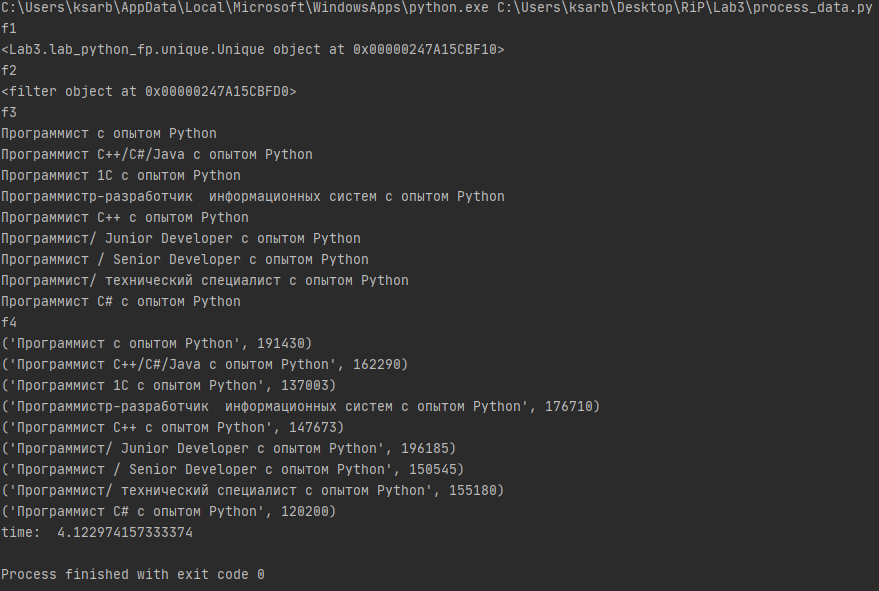 C:\Users\ksarb\AppData\Local\Microsoft\WindowsApps\python.exe C:\Users\ksarb\Desktop\RiP\Lab3\process_data.py
f1
<Lab3.lab_python_fp.unique.Unique object at 0x00000247A15CBF10>
f2
<filter object at 0x00000247A15CBFD0>
f3
Программист с опытом Python
Программист C++/C#/Java с опытом Python
Программист 1С с опытом Python
Программистр-разработчик  информационных систем с опытом Python
Программист C++ с опытом Python
Программист/ Junior Developer с опытом Python
Программист / Senior Developer с опытом Python
Программист/ технический специалист с опытом Python
Программист C# с опытом Python
f4
('Программист с опытом Python', 191430)
('Программист C++/C#/Java с опытом Python', 162290)
('Программист 1С с опытом Python', 137003)
('Программистр-разработчик  информационных систем с опытом Python', 176710)
('Программист C++ с опытом Python', 147673)
('Программист/ Junior Developer с опытом Python', 196185)
('Программист / Senior Developer с опытом Python', 150545)
('Программист/ технический специалист с опытом Python', 155180)
('Программист C# с опытом Python', 120200)
time:  4.122974157333374
Process finished with exit code 0